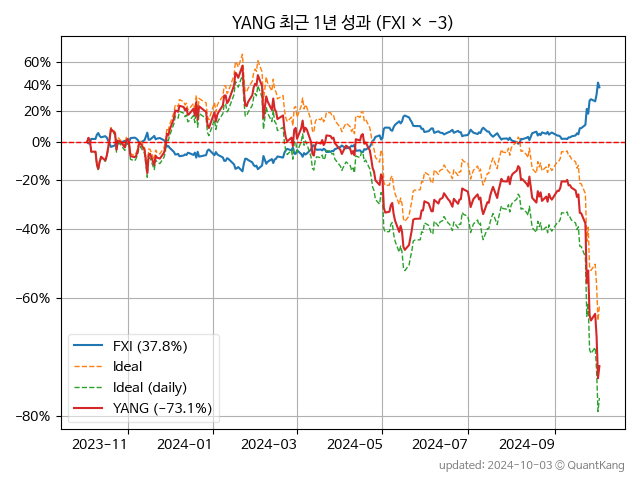 YANG 최근 1년 성과 (FXI × −3)
60%
40%
20%
0%
−20%
−40%
−60%
−80%
FXI (37.8%)
Ideal
Ideal (daily)
YANG (−73.1%)
2023-11
2024-01
2024-03
2024-05
2024-07
2024-09
updated: 2024-10-03 ⓒ QuantKang